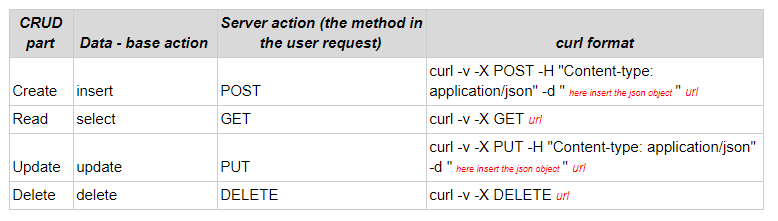 CRUD part	Data - base action	Server action (the method in the user request)	curl format
Create	insert	POST	curl -v -X POST -H "Content-type: application/json" -d " here insert the json object " url
Read	select	GET	curl -v -X GET url
Update	update	PUT	curl -v -X PUT -H "Content-type: application/json" -d " here insert the json object " url
Delete	delete	DELETE	curl -v -X DELETE url